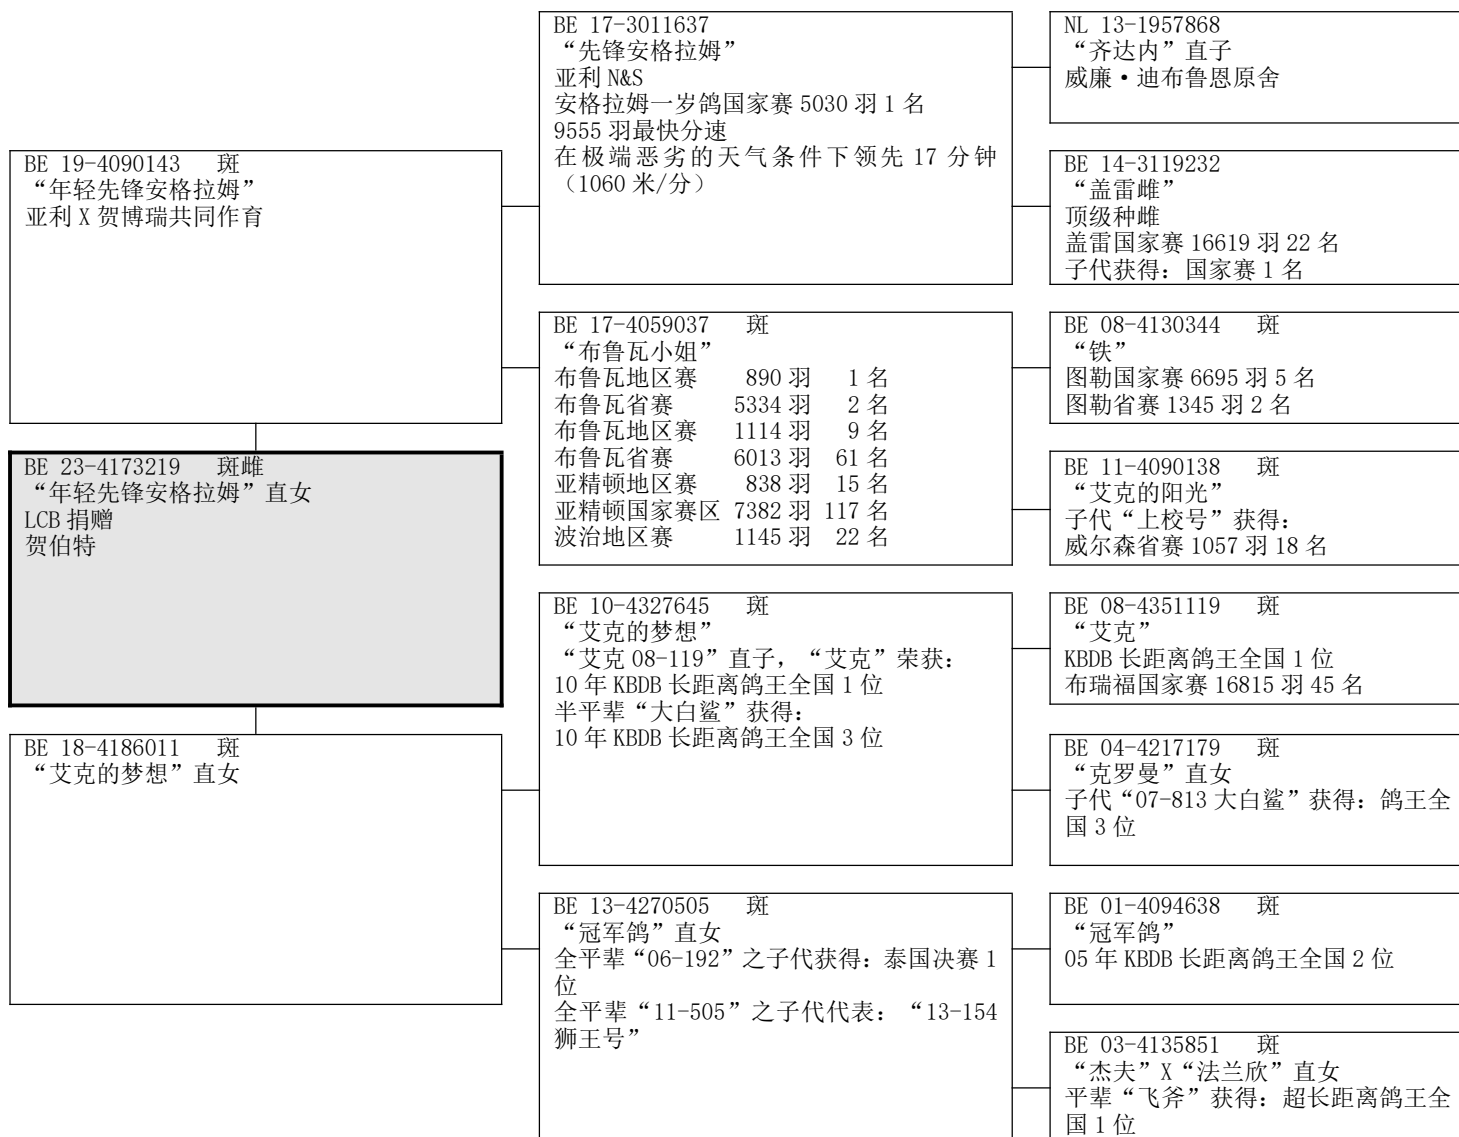 BE 19-4090143 斑
“年轻先锋安格拉姆”
亚利 X 贺博瑞共同作育
BE 23-4173219 斑雌
“年轻先锋安格拉姆”直女
LCB 捐赠
贺伯特
BE 18-4186011 斑
“艾克的梦想”直女
BE 17-3011637
“先锋安格拉姆”
亚利 N&S
安格拉姆一岁鸽国家赛 5030 羽 1 名
9555 羽最快分速
在极端恶劣的天气条件下领先 17 分钟
（1060 米/分）
BE 17-4059037 斑
“布鲁瓦小姐”
布鲁瓦地区赛 890 羽 1 名
布鲁瓦省赛 5334 羽 2 名
布鲁瓦地区赛 1114 羽 9 名
布鲁瓦省赛 6013 羽 61 名
亚精顿地区赛 838 羽 15 名
亚精顿国家赛区 7382 羽 117 名
波治地区赛 1145 羽 22 名
BE 10-4327645 斑
“艾克的梦想”
“艾克 08-119”直子，“艾克”荣获：
10 年 KBDB 长距离鸽王全国 1 位
半平辈“大白鲨”获得：
10 年 KBDB 长距离鸽王全国 3 位
BE 13-4270505 斑
“冠军鸽”直女
全平辈“06-192”之子代获得：泰国决赛 1
位
全平辈“11-505”之子代代表：“13-154
狮王号”
NL 13-1957868
“齐达内”直子
威廉·迪布鲁恩原舍
BE 14-3119232
“盖雷雌”
顶级种雌
盖雷国家赛 16619 羽 22 名
子代获得：国家赛 1 名
BE 08-4130344 斑
“铁”
图勒国家赛 6695 羽 5 名
图勒省赛 1345 羽 2 名
BE 11-4090138 斑
“艾克的阳光”
子代“上校号”获得：
威尔森省赛 1057 羽 18 名
BE 08-4351119 斑
“艾克”
KBDB 长距离鸽王全国 1 位
布瑞福国家赛 16815 羽 45 名
BE 04-4217179 斑
“克罗曼”直女
子代“07-813 大白鲨”获得：鸽王全
国 3 位
BE 01-4094638 斑
“冠军鸽”
05 年 KBDB 长距离鸽王全国 2 位
BE 03-4135851 斑
“杰夫”X“法兰欣”直女
平辈“飞斧”获得：超长距离鸽王全
国 1 位